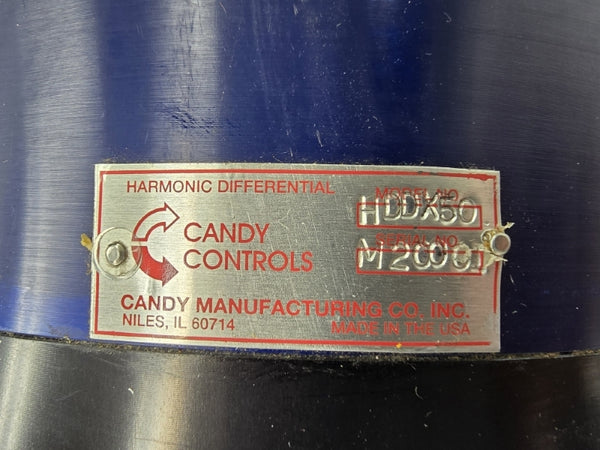 HARMONIC DIFFERENTIAL
MODEL NO.
HDDX50
CANDY
CONTROLS
SERIAL NO.
CANDY MANUFACTURING CO. INC.
NILES, IL 60714
MADE IN THE USA